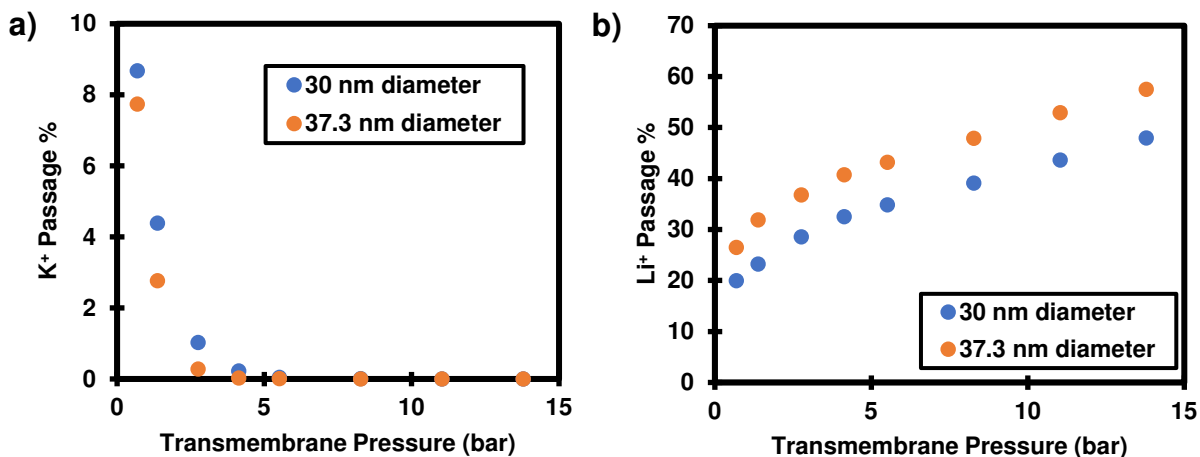 a)
10
8
6
4
2
0
K⁺ Passage %
30 nm diameter
37.3 nm diameter
0 5 10 15
Transmembrane Pressure (bar)
b)
70
60
50
40
30
20
10
0
Li⁺ Passage %
30 nm diameter
37.3 nm diameter
0 5 10 15
Transmembrane Pressure (bar)